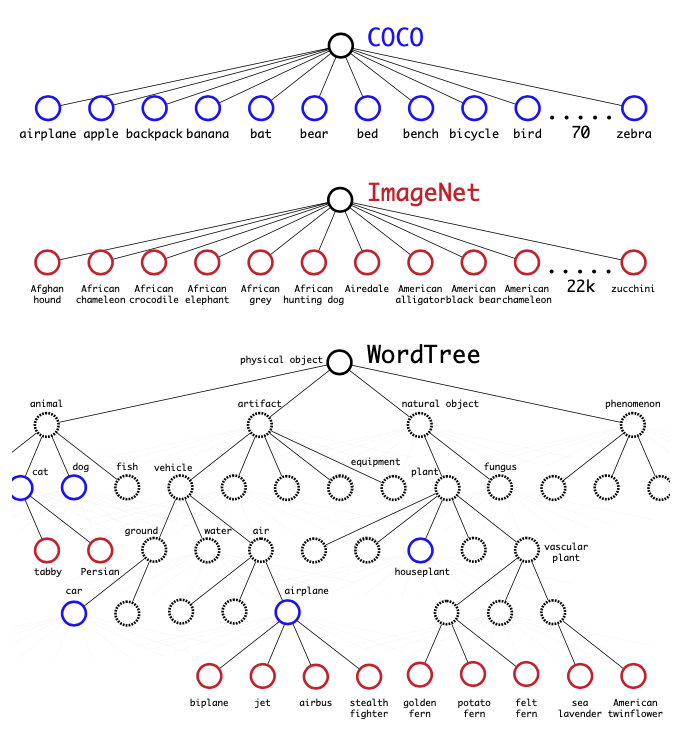 COCO
airplane apple backpack banana bat bear bed bench bicycle bird 70 zebra
ImageNet
Afghan hound
African chameleon
African crocodile
African elephant
African grey
African hunting dog
Airedale
American alligator
American black bear
American chameleon
22k
zucchini
WordTree
physical object
animal artifact natural object phenomenon
cat dog fish vehicle equipment plant fungus
tabby Persian ground water air houseplant vascular plant
car airplane
biplane jet airbus stealth fighter golden fern potato fern felt fern sea lavender American twinflower